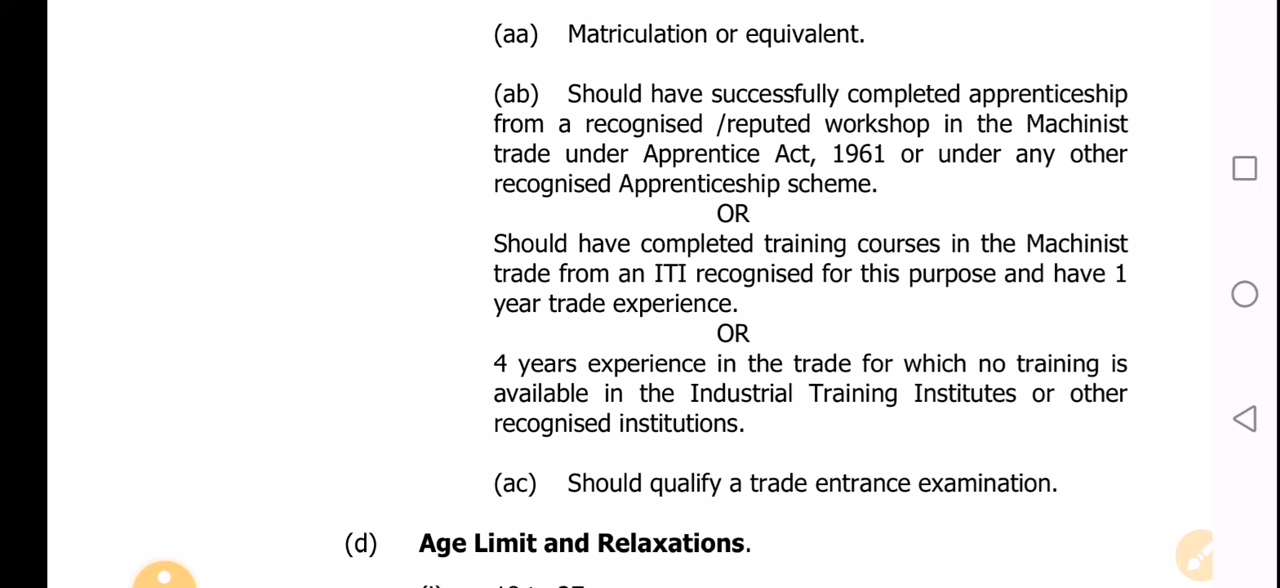 (aa) Matriculation or equivalent.
(ab) Should have successfully completed apprenticeship
from a recognised /reputed workshop in the Machinist
trade under Apprentice Act, 1961 or under any other
recognised Apprenticeship scheme.
OR
Should have completed training courses in the Machinist
trade from an ITI recognised for this purpose and have 1
year trade experience.
OR
4 years experience in the trade for which no training is
available in the Industrial Training Institutes or other
recognised institutions.
(ac) Should qualify a trade entrance examination.
(d) Age Limit and Relaxations.